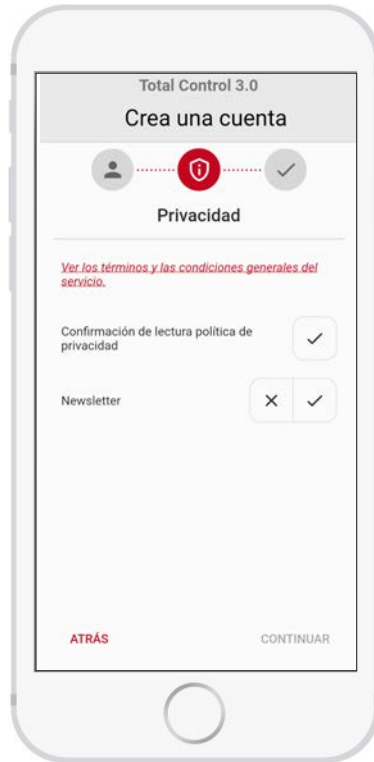 Total Control 3.0
Crea una cuenta
Privacidad
Ver los términos y las condiciones generales del
servicio.
Confirmación de lectura política de
privacidad
Newsletter
ATRÁS CONTINUAR